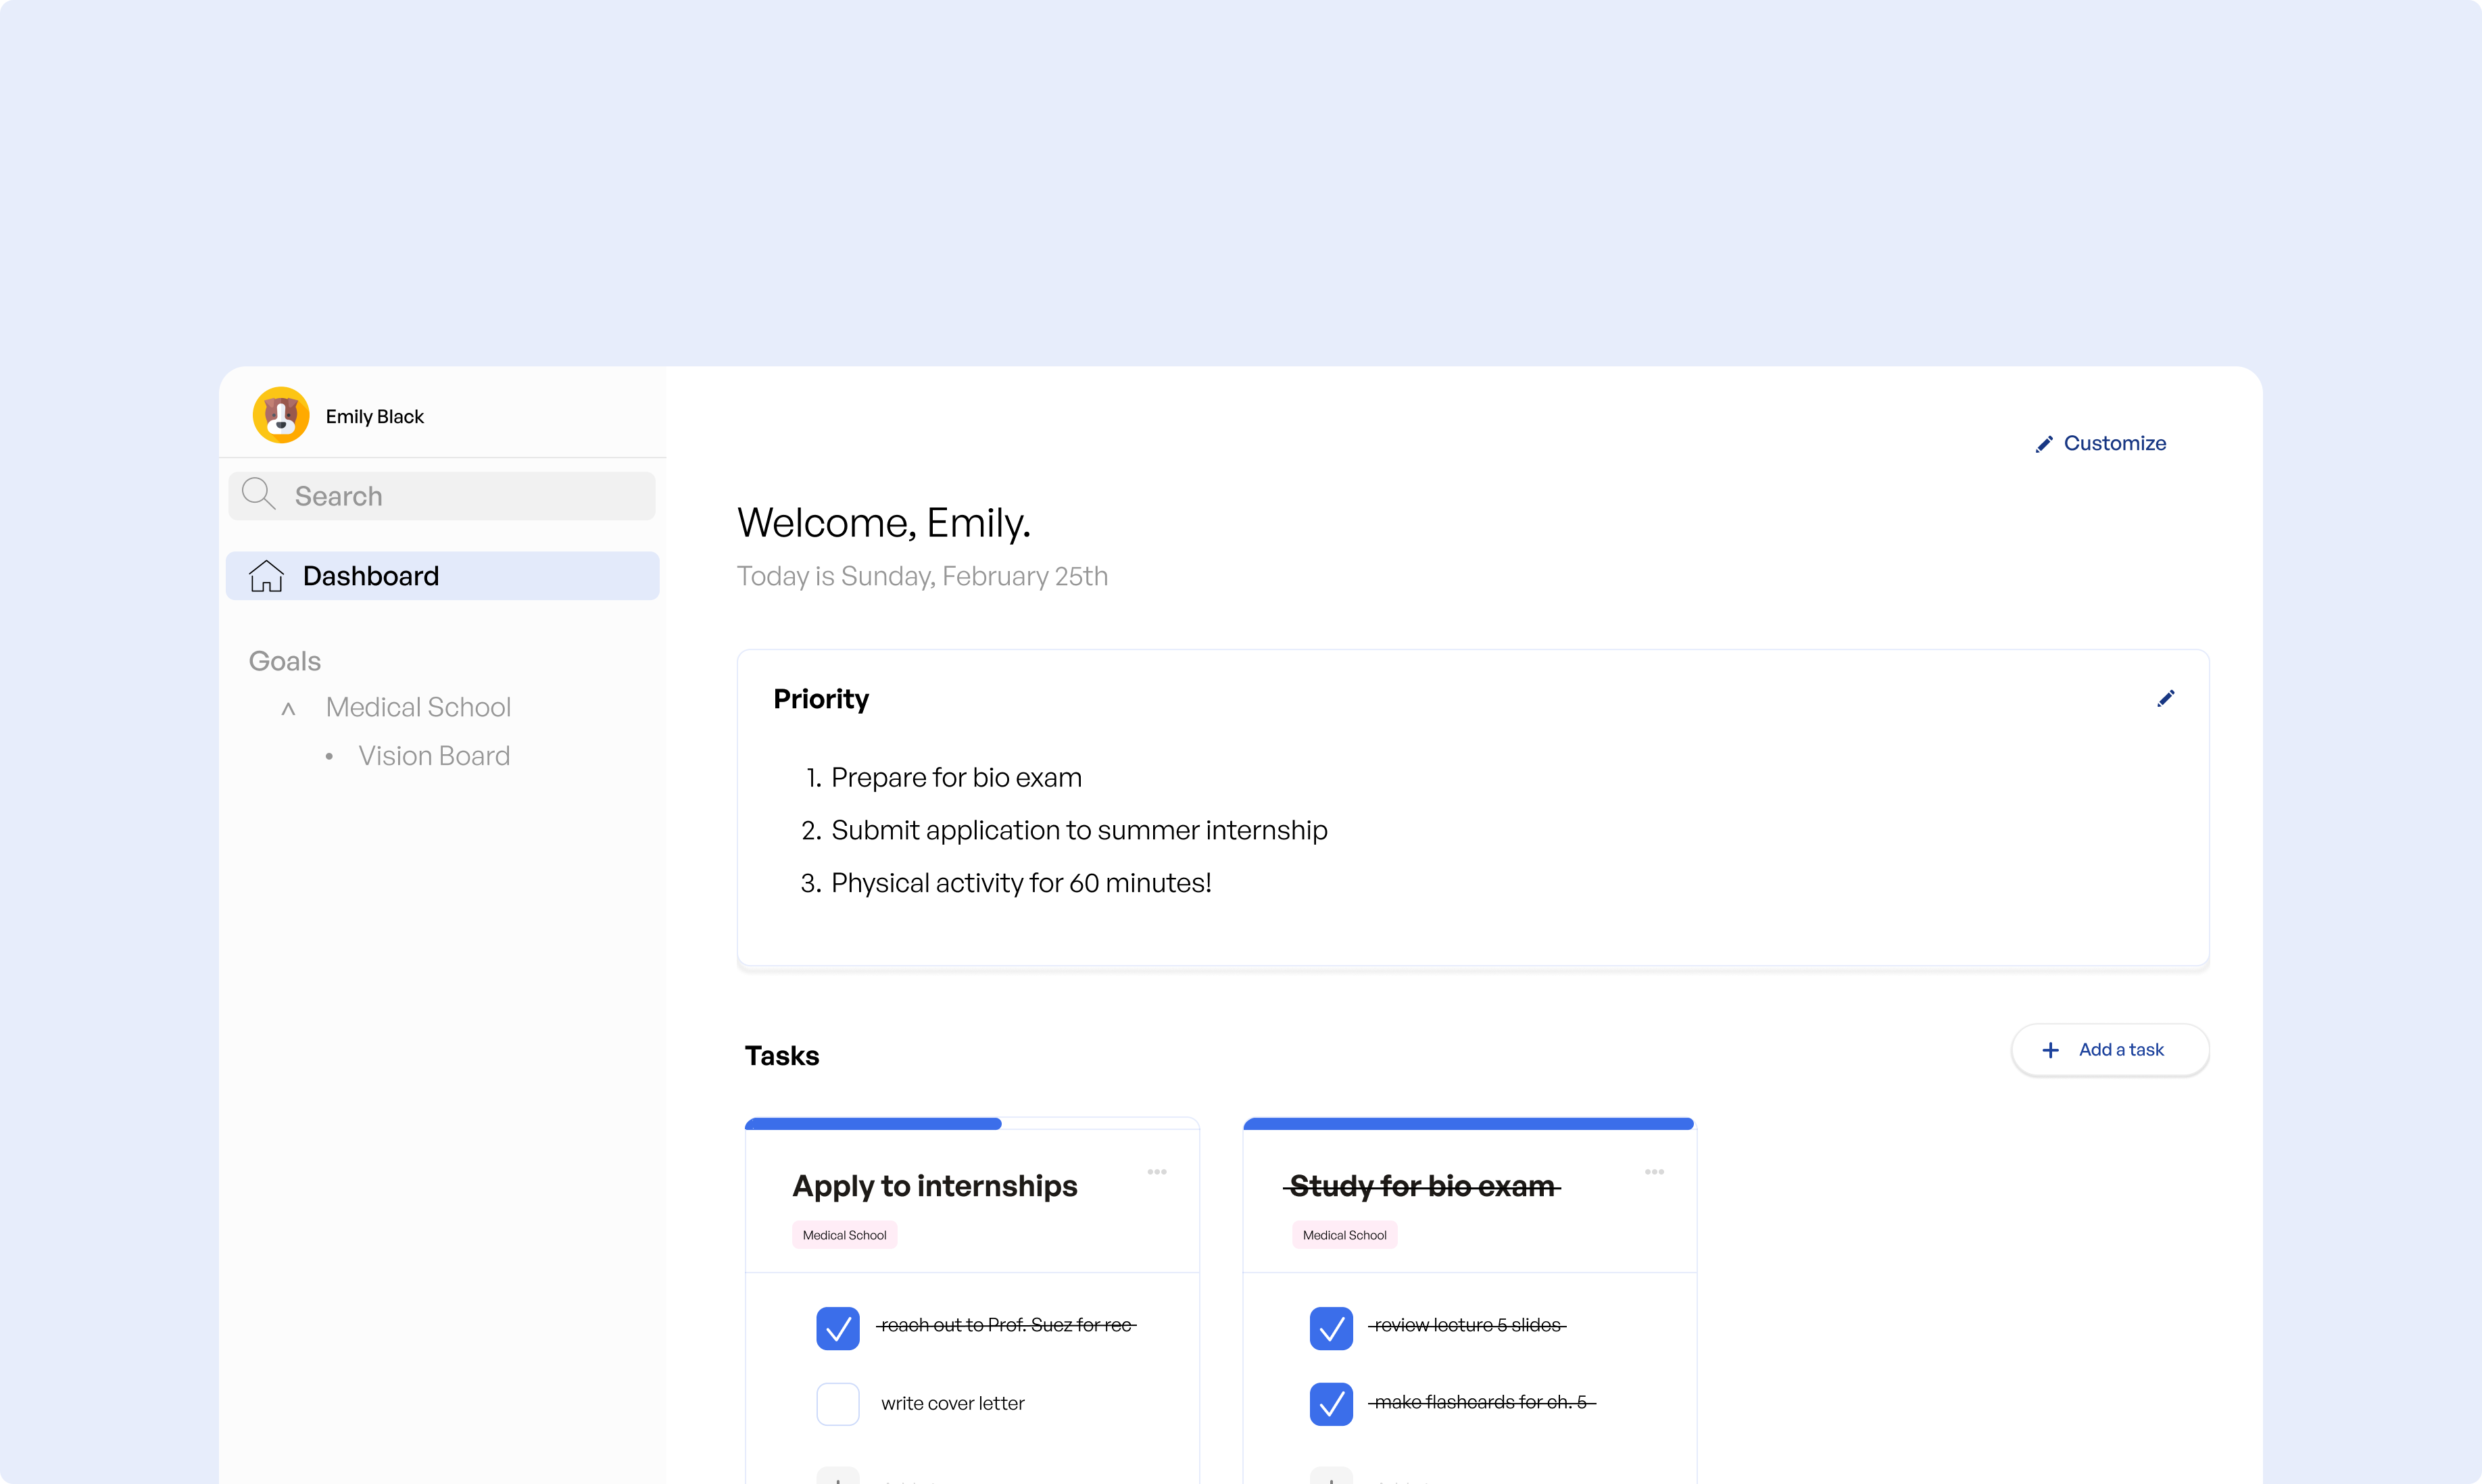 Emily Black
Search
Dashboard
Goals
^ Medical School
• Vision Board
Customize
Welcome, Emily.
Today is Sunday, February 25th
Priority
1. Prepare for bio exam
2. Submit application to summer internship
3. Physical activity for 60 minutes!
Tasks
+ Add a task
Apply to internships
Medical School
reach out to Prof. Suez for rec
write cover letter
Study for bio exam
Medical School
review lecture 5 slides
make flashcards for ch. 5